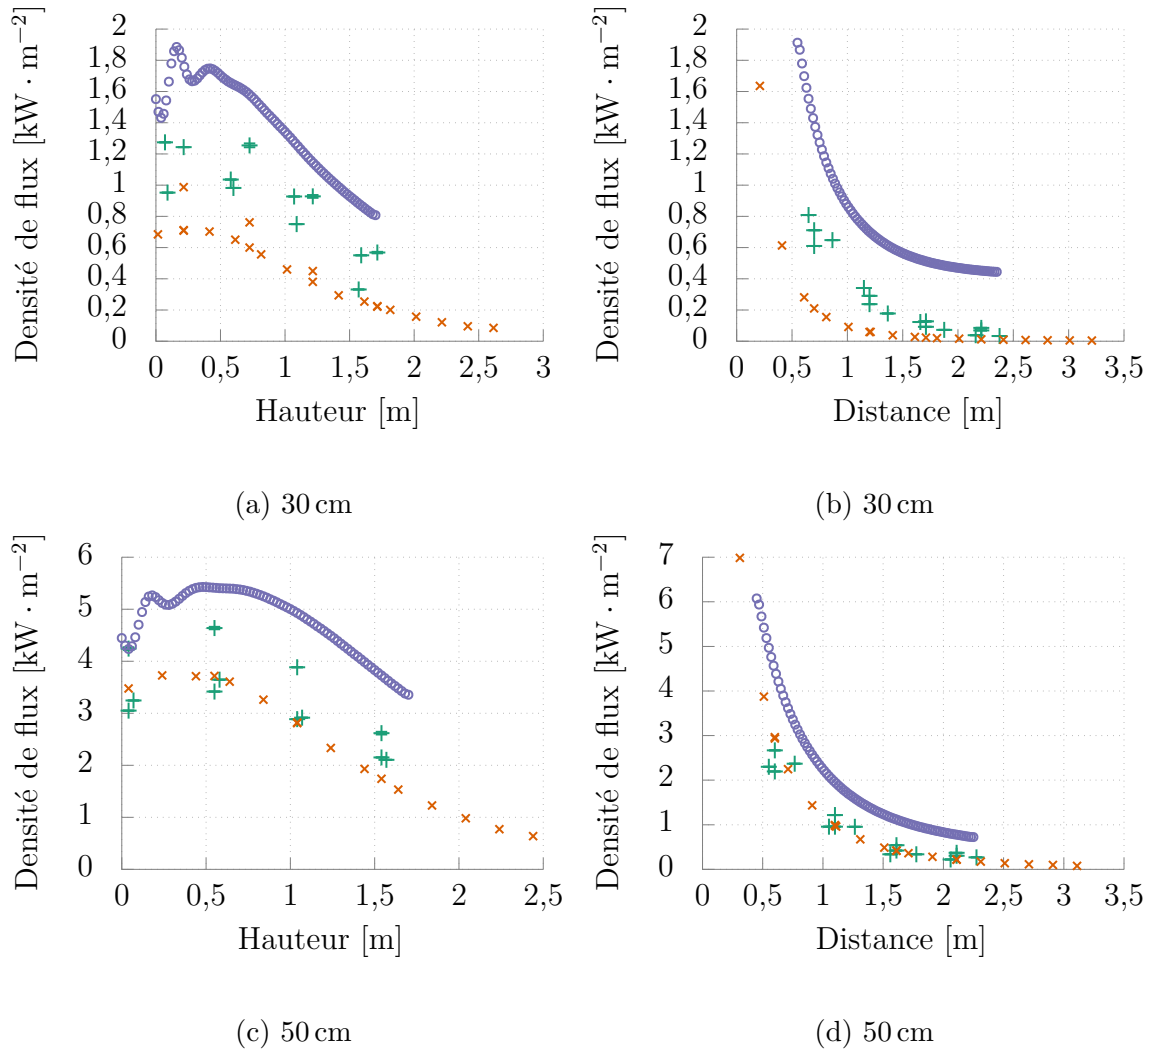 Densité de flux [kW · m⁻²]
2
1,8
1,6
1,4
1,2
1
0,8
0,6
0,4
0,2
0
0 0,5 1 1,5 2 2,5 3
Hauteur [m]
(a) 30 cm
Densité de flux [kW · m⁻²]
2
1,8
1,6
1,4
1,2
1
0,8
0,6
0,4
0,2
0
0 0,5 1 1,5 2 2,5 3 3,5
Distance [m]
(b) 30 cm
Densité de flux [kW · m⁻²]
6
5
4
3
2
1
0
0 0,5 1 1,5 2 2,5
Hauteur [m]
(c) 50 cm
Densité de flux [kW · m⁻²]
7
6
5
4
3
2
1
0
0 0,5 1 1,5 2 2,5 3 3,5
Distance [m]
(d) 50 cm